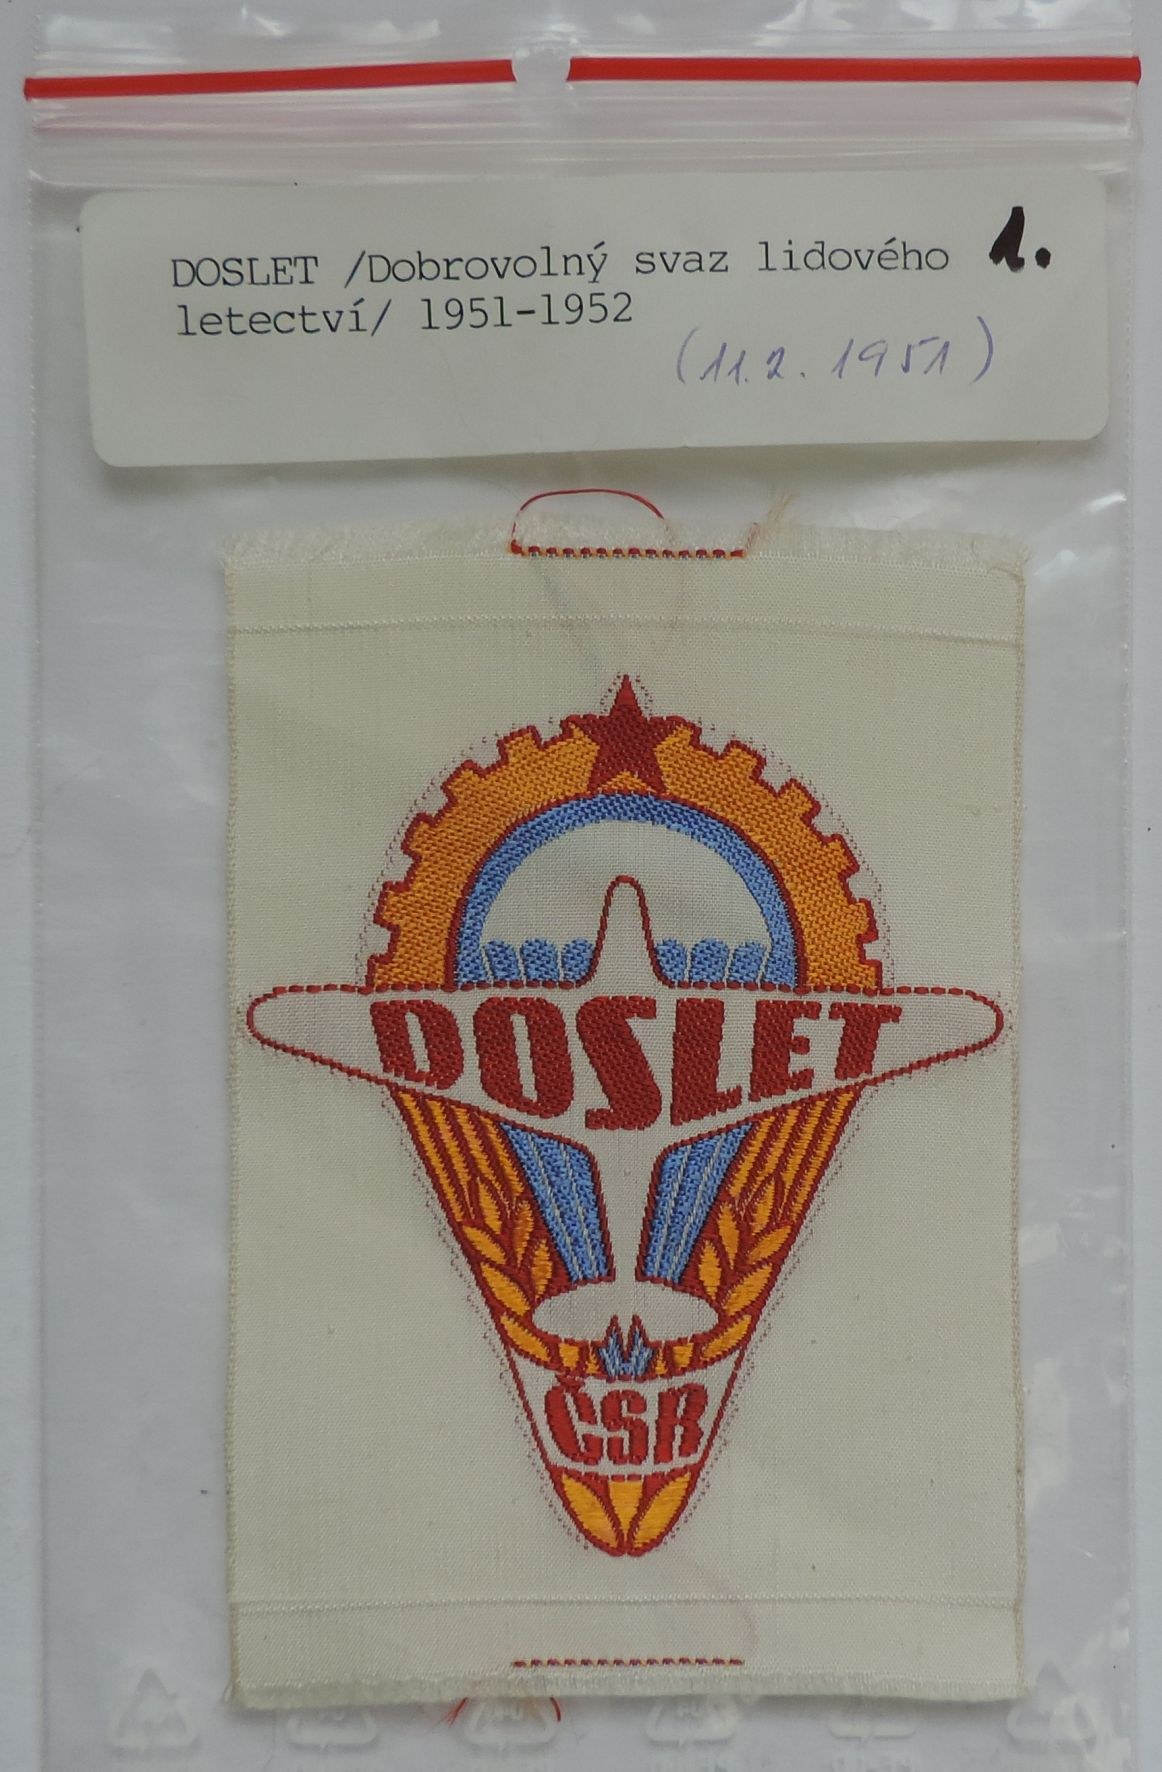 DOSLET /Dobrovolný svaz lidového 1.
letectví/ 1951-1952
(11.2.1951)
DOSLET
ČSR